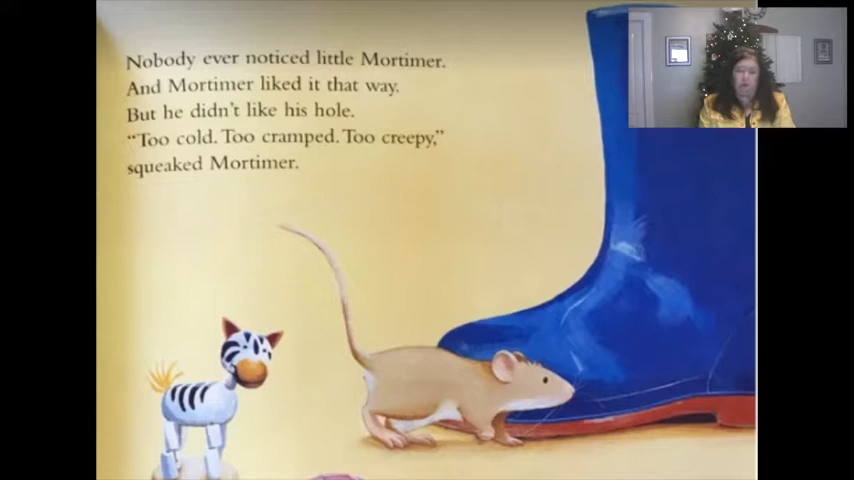 Nobody ever noticed little Mortimer.
And Mortimer liked it that way.
But he didn't like his hole.
“Too cold. Too cramped. Too creepy,”
squeaked Mortimer.